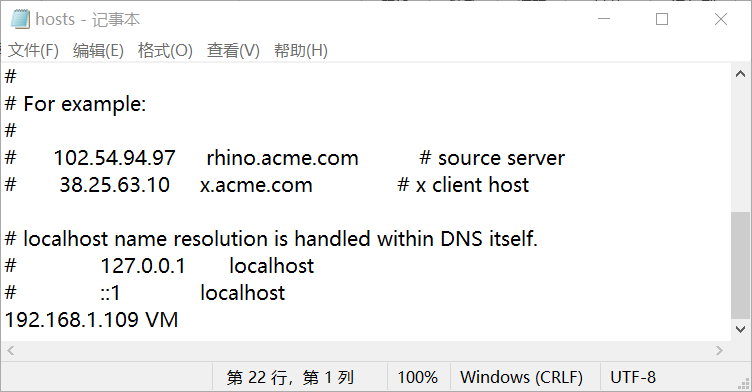 hosts - 记事本
文件(F) 编辑(E) 格式(O) 查看(V) 帮助(H)
#
# For example:
#
#      102.54.94.97     rhino.acme.com          # source server
#       38.25.63.10     x.acme.com              # x client host

# localhost name resolution is handled within DNS itself.
#             127.0.0.1       localhost
#             ::1             localhost
192.168.1.109 VM
第 22 行，第 1 列 100% Windows (CRLF) UTF-8